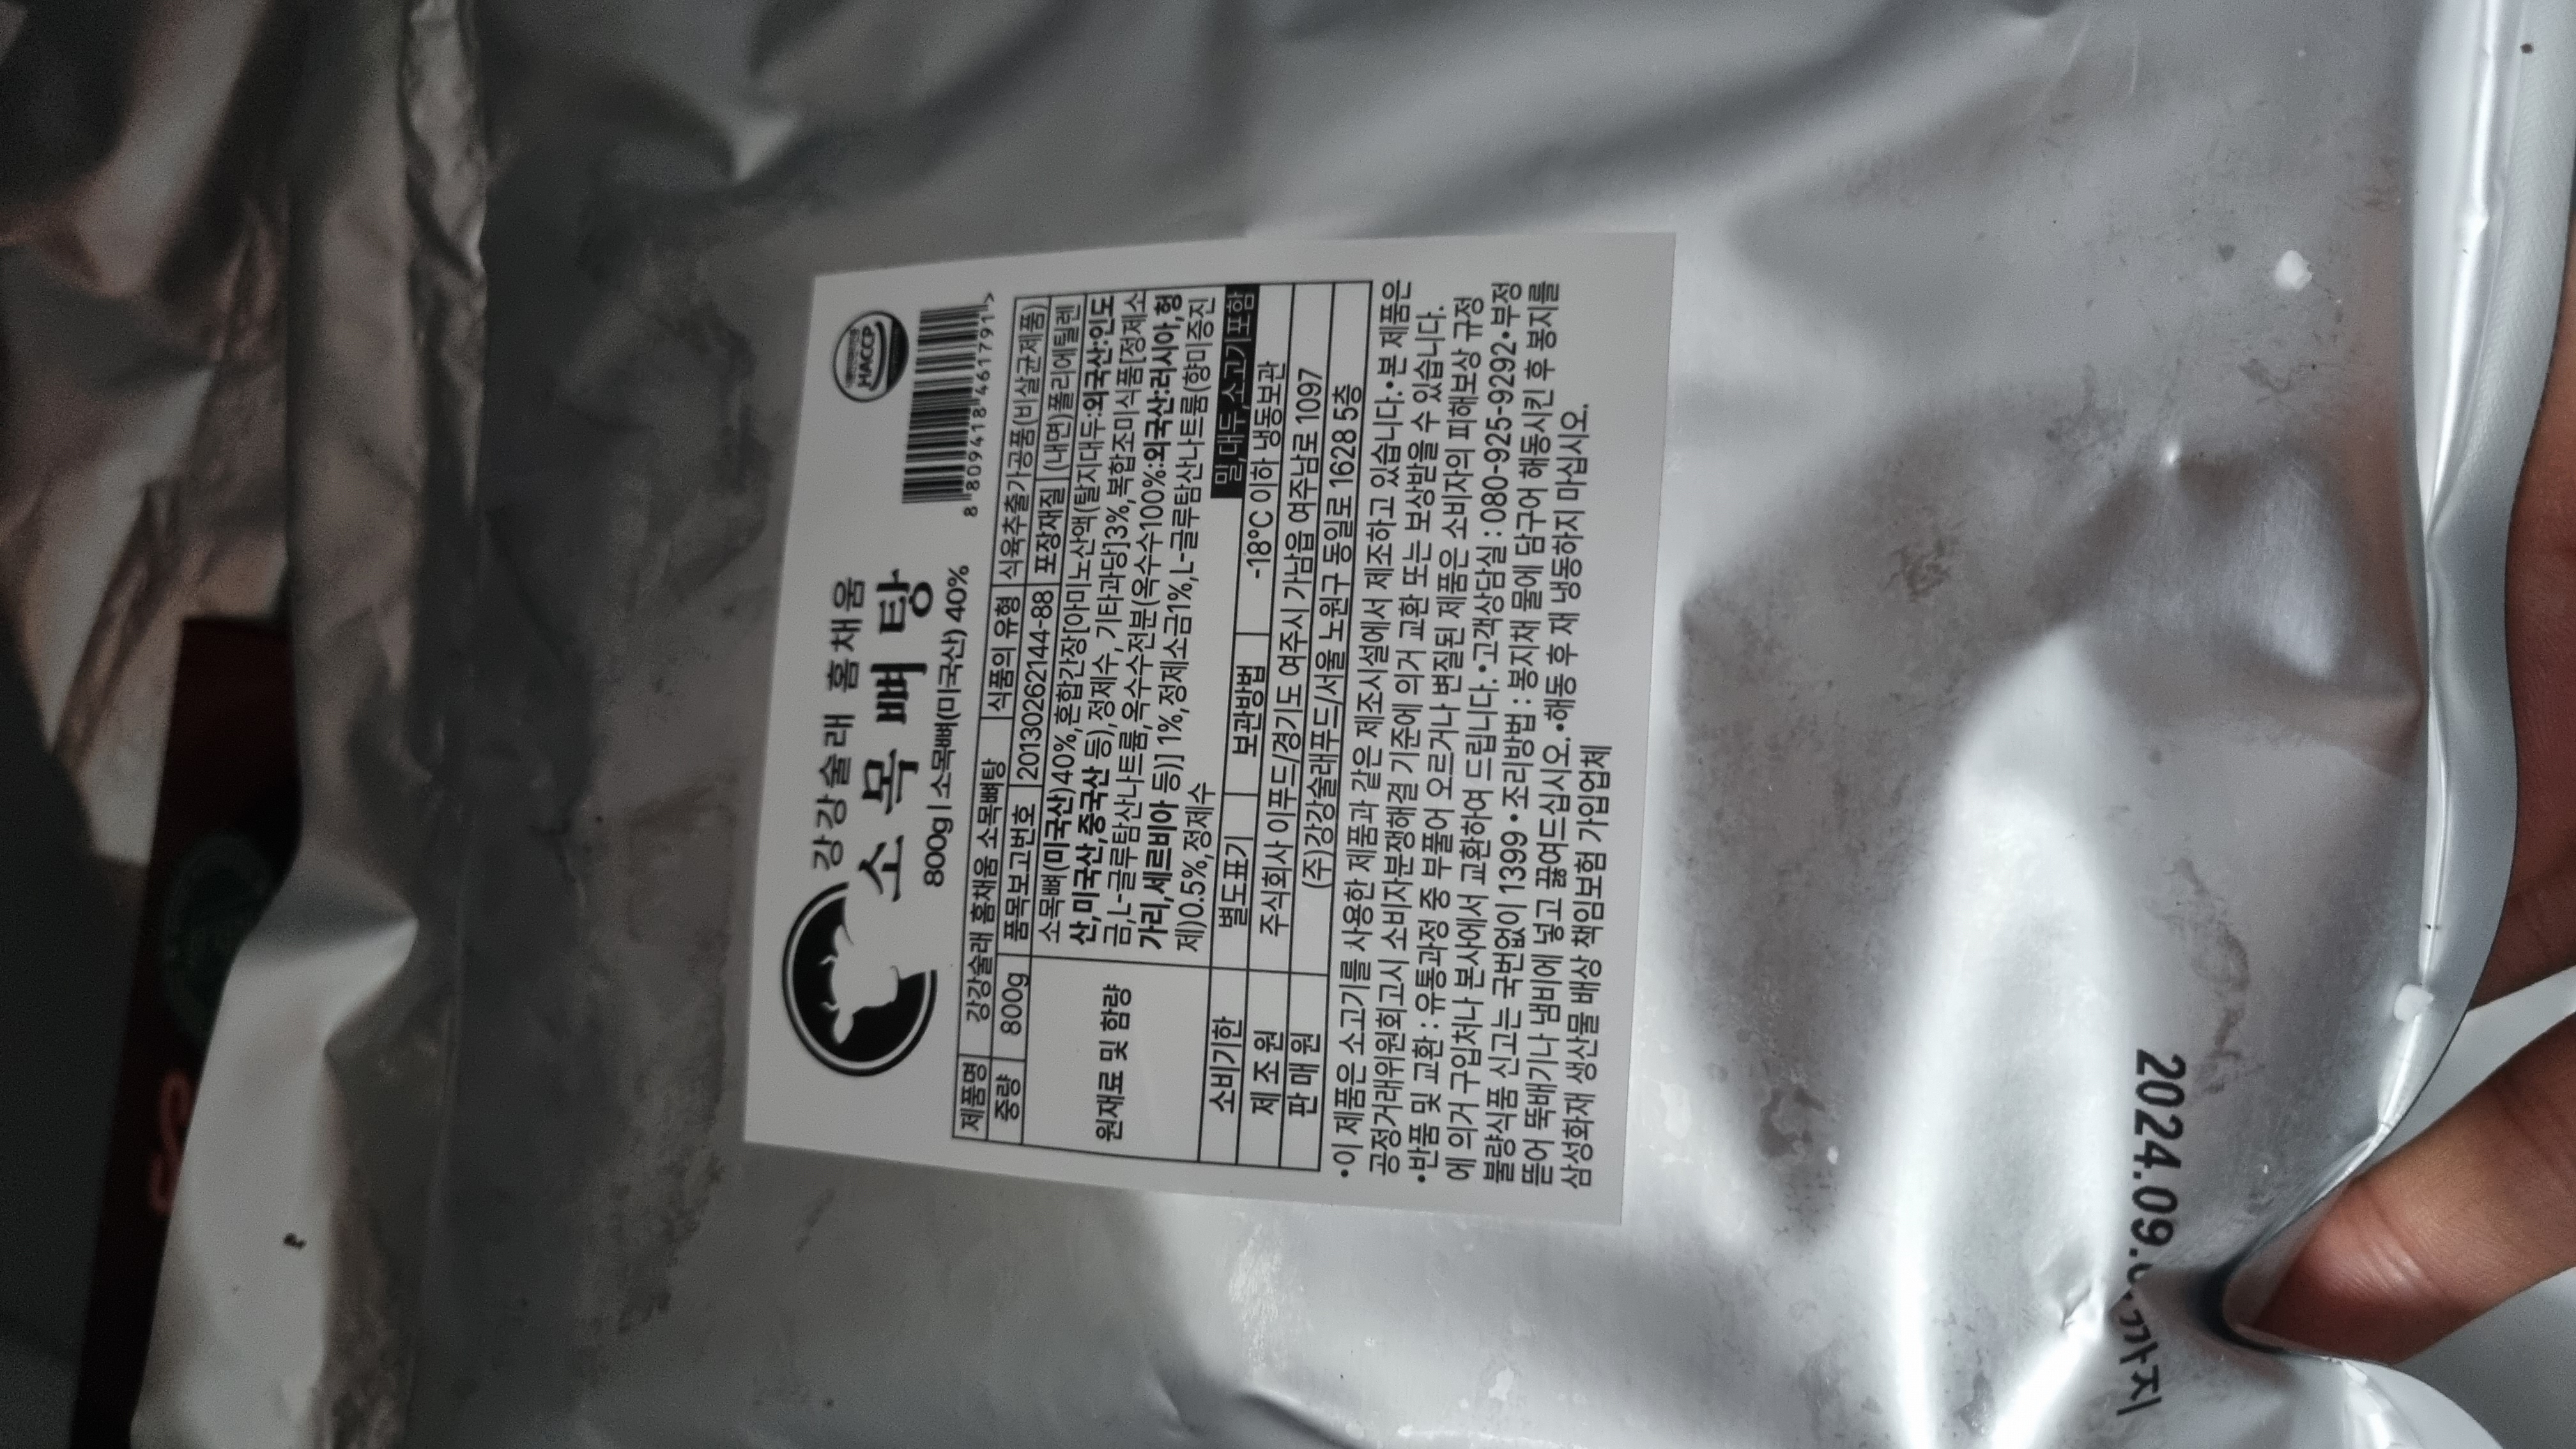 강강술래 홈채움
소목뼈탕
800g | 소목뼈(미국산) 40%
HACCP
8 809418 461791 >
제품명 강강술래 홈채움 소목뼈탕 식품의 유형 식육추출가공품(비살균제품)
중량 800g 품목보고번호 20130262144-88 포장재질 (내면)폴리에틸렌
원재료 및 함량
소목뼈(미국산)40%,혼합간장[아미노산액(탈지대두:외국산:인도
산,미국산,중국산 등),정제수, 기타과당]3%,복합조미식품[정제소
금,L-글루탐산나트륨,옥수수전분(옥수수100%:외국산:러시아,헝
가리,세르비아 등)] 1%,정제소금1%,L-글루탐산나트륨(향미증진
제)0.5%,정제수
밀,대두,소고기 포함
소비기한 별도표기 보관방법 -18℃ 이하 냉동보관
제 조 원 주식회사 이푸드/경기도 여주시 가남읍 여주남로 1097
판 매 원 (주)강강술래푸드/서울 노원구 동일로 1628 5층
•이 제품은 소고기를 사용한 제품과 같은 제조시설에서 제조하고 있습니다.•본 제품은
공정거래위원회고시 소비자분쟁해결 기준에 의거 교환 또는 보상받을 수 있습니다.
•반품 및 교환 : 유통과정 중 부풀어 오르거나 변질된 제품은 소비자의 피해보상 규정
에 의거 구입처나 본사에서 교환하여 드립니다.•고객상담실 : 080-925-9292•부정
불량식품 신고는 국번없이 1399 • 조리방법 : 봉지채 물에 담구어 해동시킨 후 봉지를
뜯어 뚝배기나 냄비에 넣고 끓여드십시오.•해동 후 재 냉동하지 마십시오.
삼성화재 생산물 배상 책임보험 가입업체
2024.09. 까지